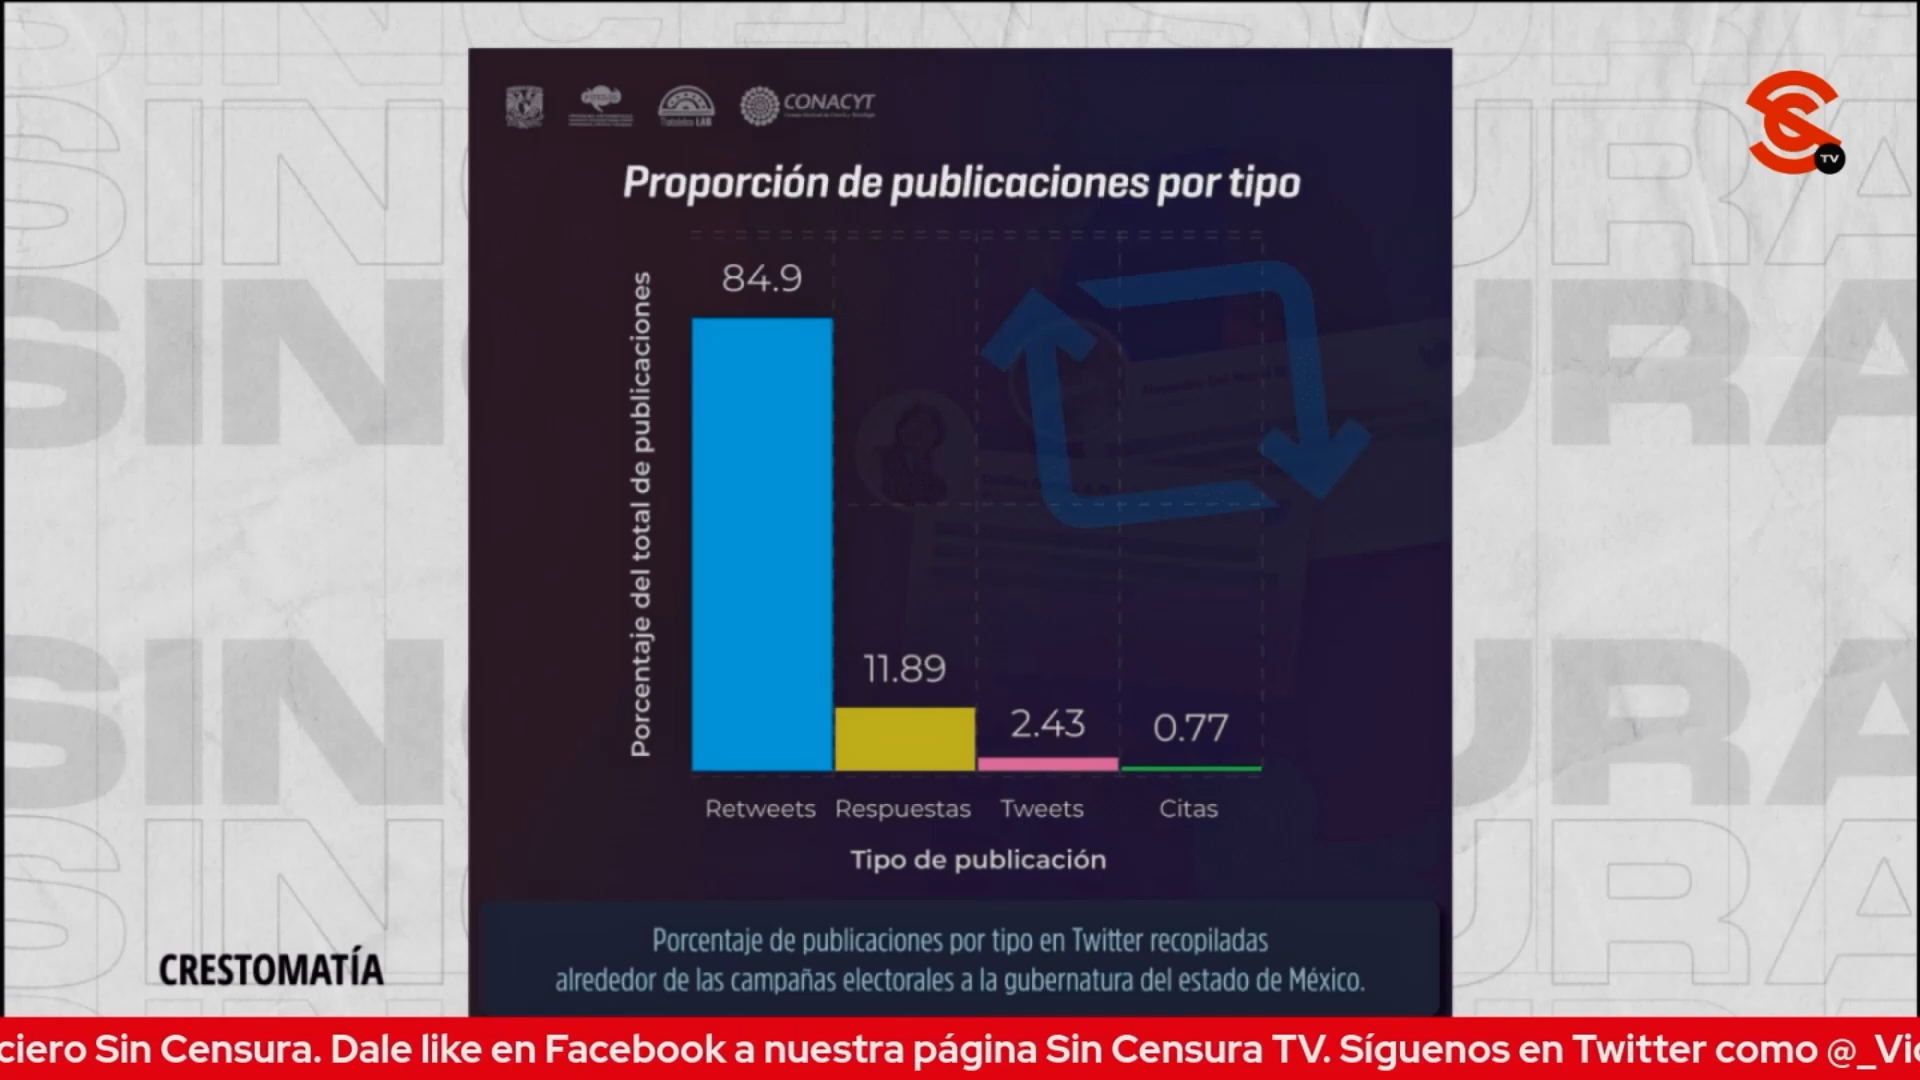 SIN CENSURA
CONACYT
TV
Proporción de publicaciones por tipo
Porcentaje del total de publicaciones
84.9
11.89
2.43
0.77
Retweets Respuestas Tweets Citas
Tipo de publicación
Porcentaje de publicaciones por tipo en Twitter recopiladas
alrededor de las campañas electorales a la gubernatura del estado de México.
CRESTOMATÍA
ciero Sin Censura. Dale like en Facebook a nuestra página Sin Censura TV. Síguenos en Twitter como @_Vic